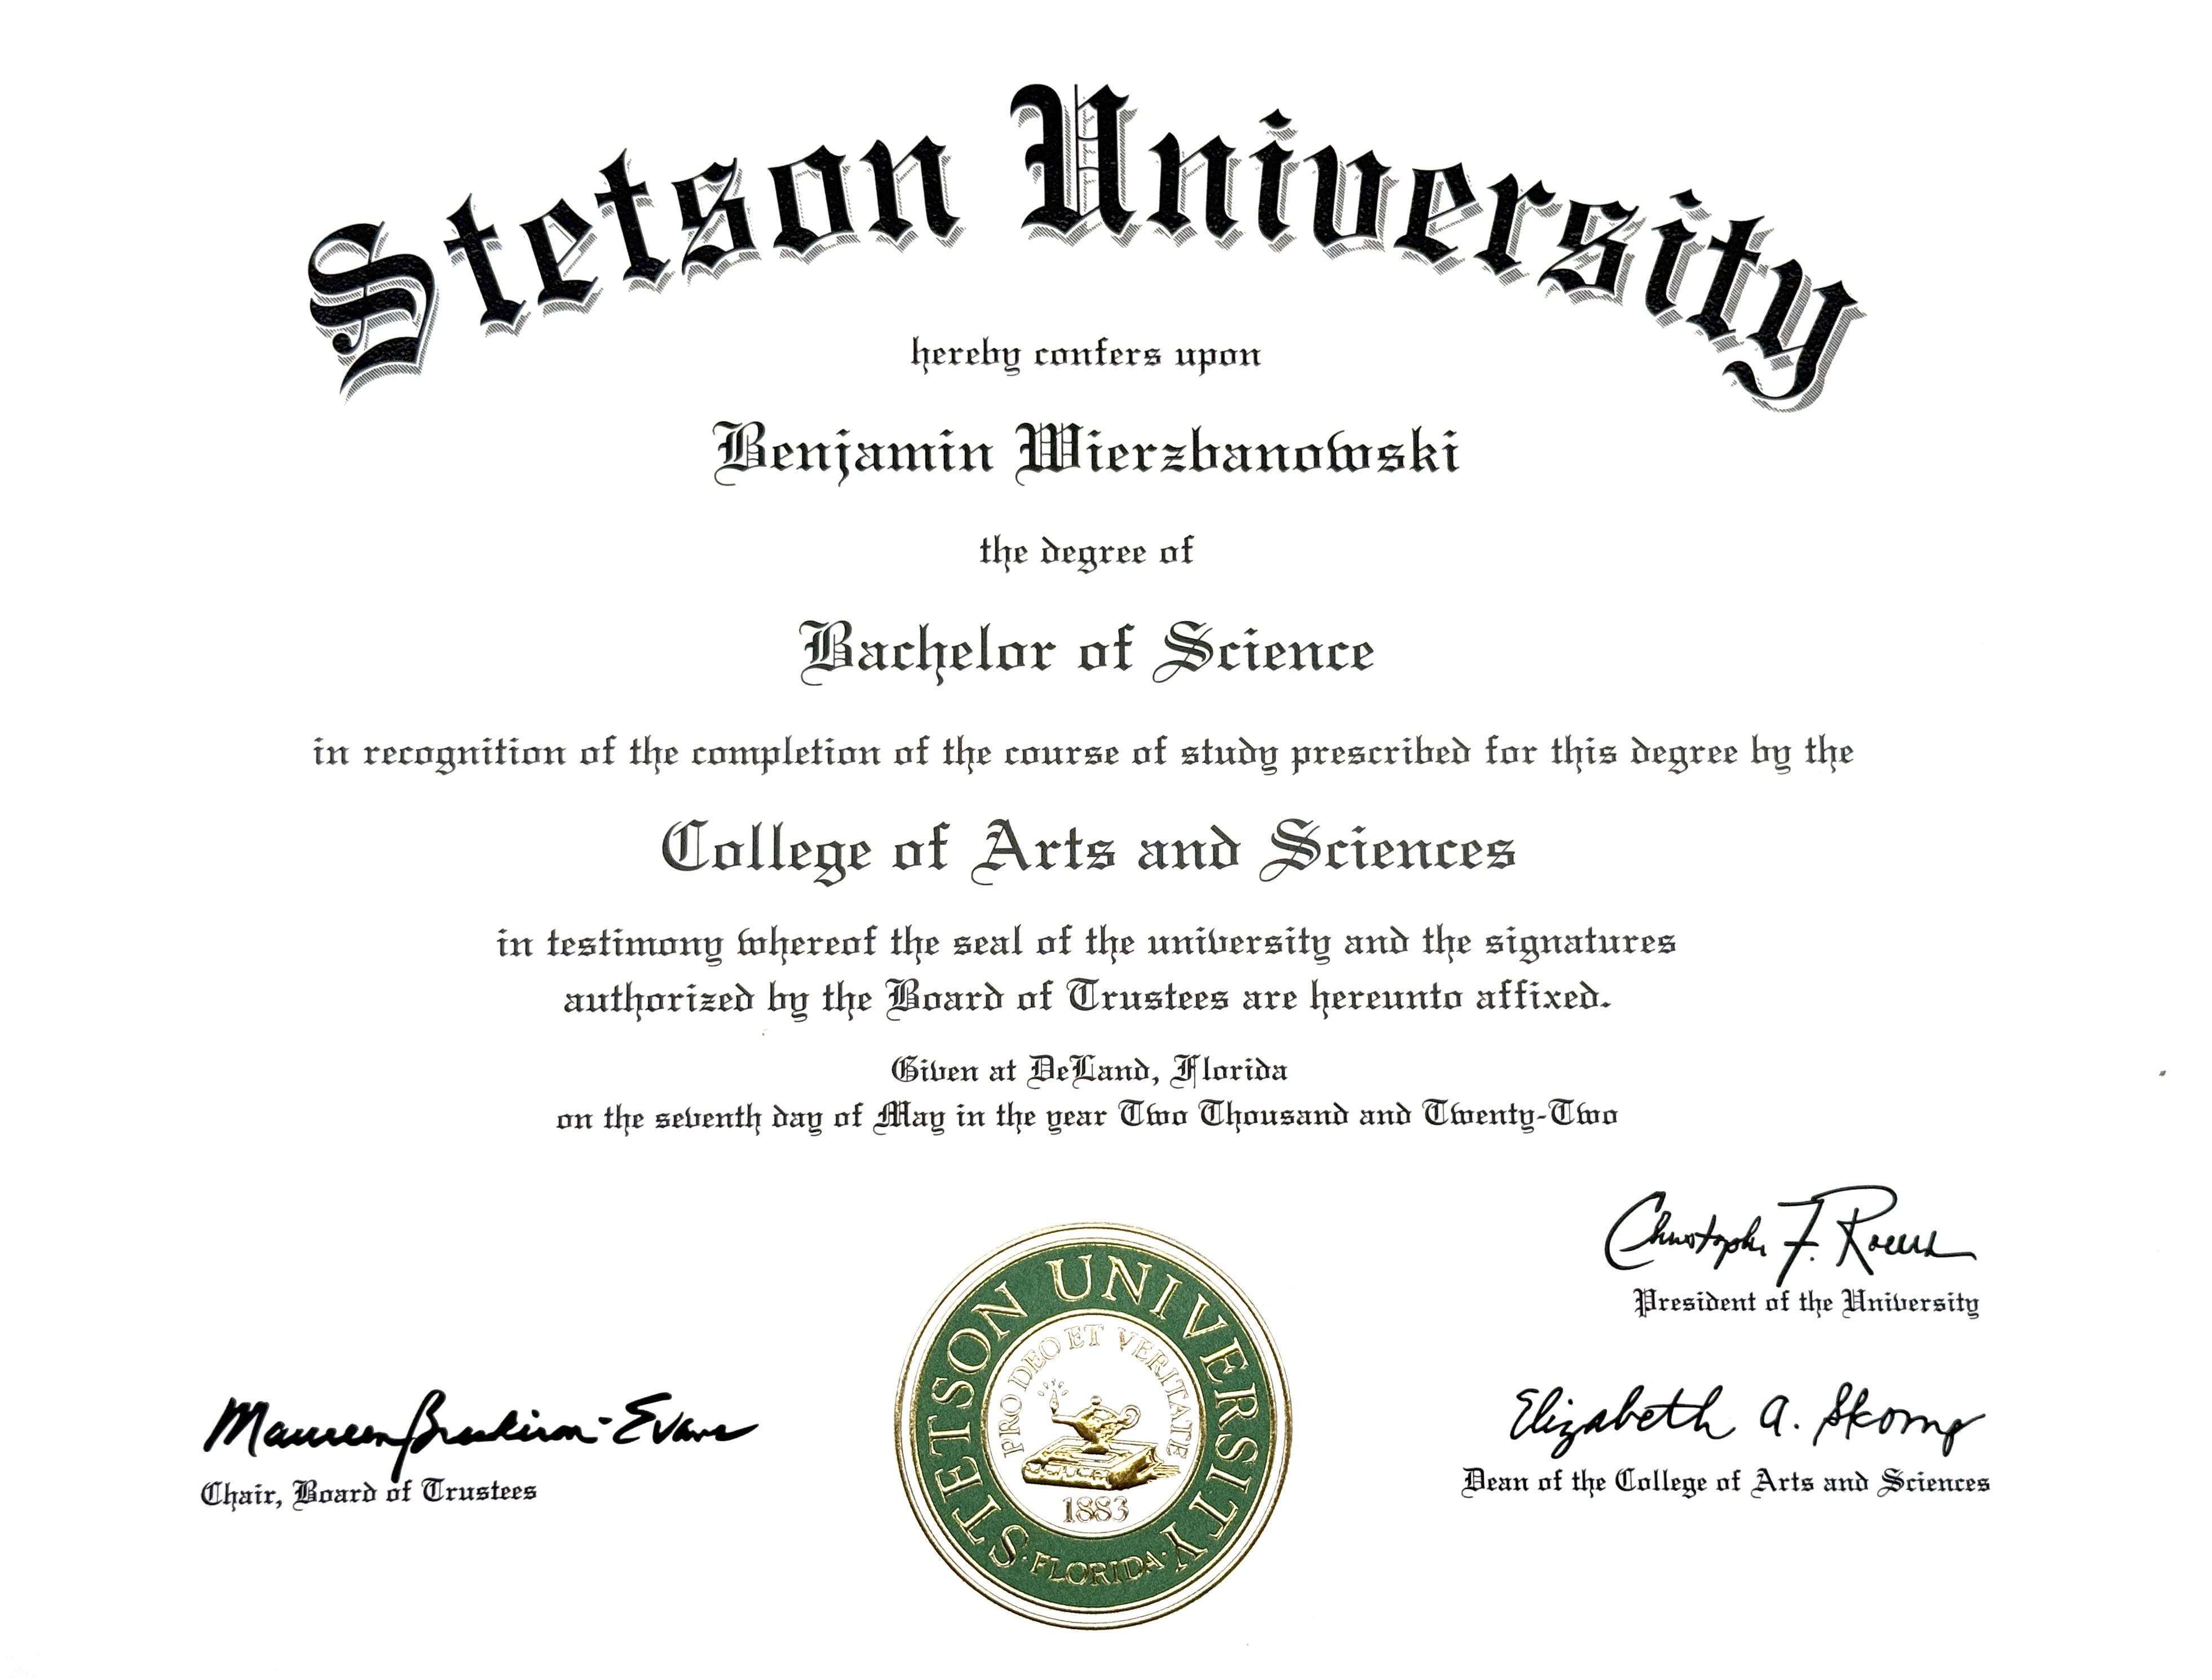 Stetson University
hereby confers upon
Benjamin Wierzbanowski
the degree of
Bachelor of Science
in recognition of the completion of the course of study prescribed for this degree by the
College of Arts and Sciences
in testimony whereof the seal of the university and the signatures
authorized by the Board of Trustees are hereunto affixed.
Given at DeLand, Florida
on the seventh day of May in the year Two Thousand and Twenty-Two
Christopher F. Roellke
President of the University
Maureen Breakiron-Evans
Chair, Board of Trustees
Elizabeth A. Skomp
Dean of the College of Arts and Sciences
STETSON UNIVERSITY
PRO DEO ET VERITATE
1883
· FLORIDA ·